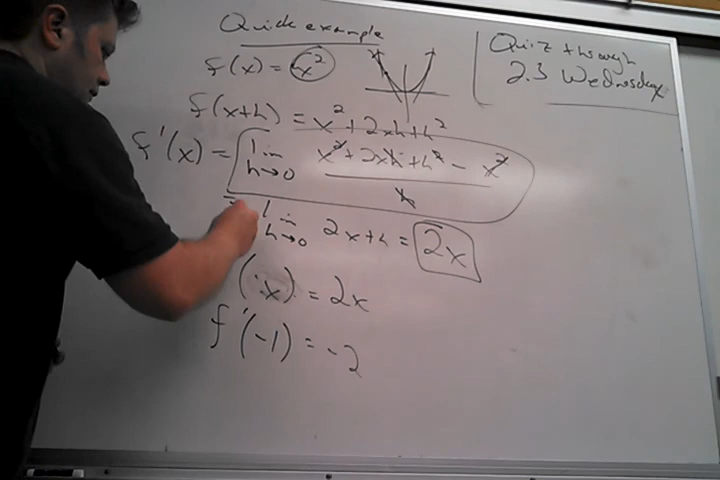 Quick example
f(x) = x²
Quiz through
2.3 Wednesday
f(x+h) = x² + 2xh + h²
f'(x) = lim h→0 (x² + 2xh + h² - x²) / h
= lim h→0 2x + h = 2x
(x) = 2x
f'(-1) = -2